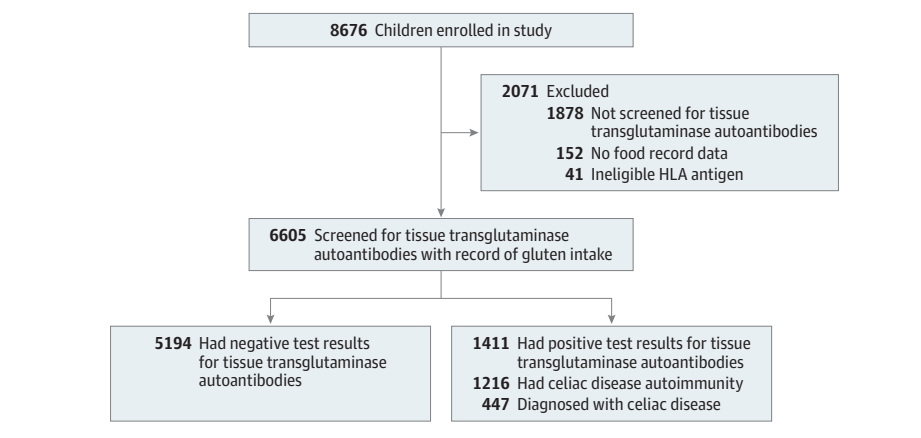 8676 Children enrolled in study
2071 Excluded
1878 Not screened for tissue
transglutaminase autoantibodies
152 No food record data
41 Ineligible HLA antigen
6605 Screened for tissue transglutaminase
autoantibodies with record of gluten intake
5194 Had negative test results
for tissue transglutaminase
autoantibodies
1411 Had positive test results for tissue
transglutaminase autoantibodies
1216 Had celiac disease autoimmunity
447 Diagnosed with celiac disease